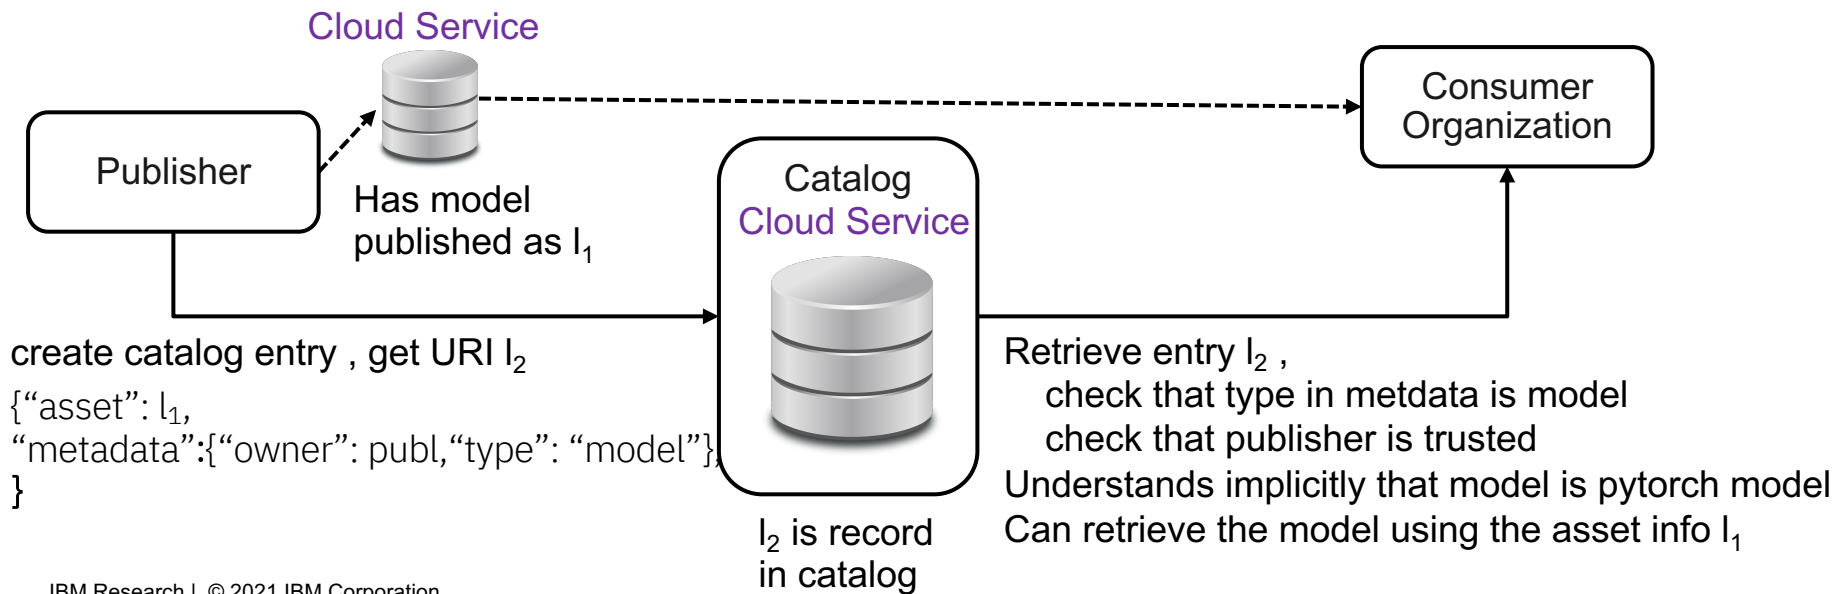 Cloud Service
Publisher
Has model
published as l₁
Catalog
Cloud Service
Consumer
Organization
create catalog entry , get URI l₂
{“asset”: l₁,
“metadata”:{“owner”: publ,“type”: “model”},
}
l₂ is record
in catalog
Retrieve entry l₂ ,
check that type in metdata is model
check that publisher is trusted
Understands implicitly that model is pytorch model
Can retrieve the model using the asset info l₁
IBM Research | © 2021 IBM Corporation